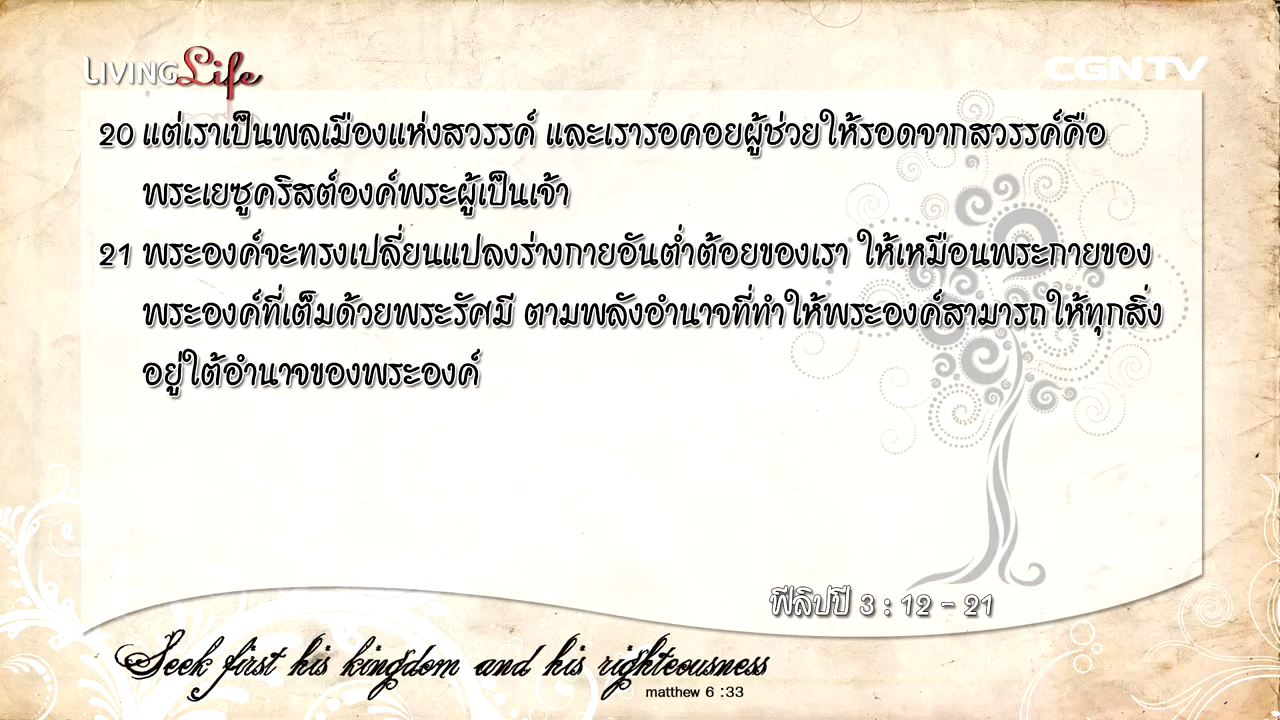 LIVING Life
CGNTV
20 แต่เราเป็นพลเมืองแห่งสวรรค์ และเรารอคอยผู้ช่วยให้รอดจากสวรรค์คือ
พระเยซูคริสต์องค์พระผู้เป็นเจ้า
21 พระองค์จะทรงเปลี่ยนแปลงร่างกายอันต่ำต้อยของเรา ให้เหมือนพระกายของ
พระองค์ที่เต็มด้วยพระรัศมี ตามพลังอำนาจที่ทำให้พระองค์สามารถให้ทุกสิ่ง
อยู่ใต้อำนาจของพระองค์
ฟีลิปปี 3 : 12 - 21
Seek first his kingdom and his righteousness
matthew 6 :33